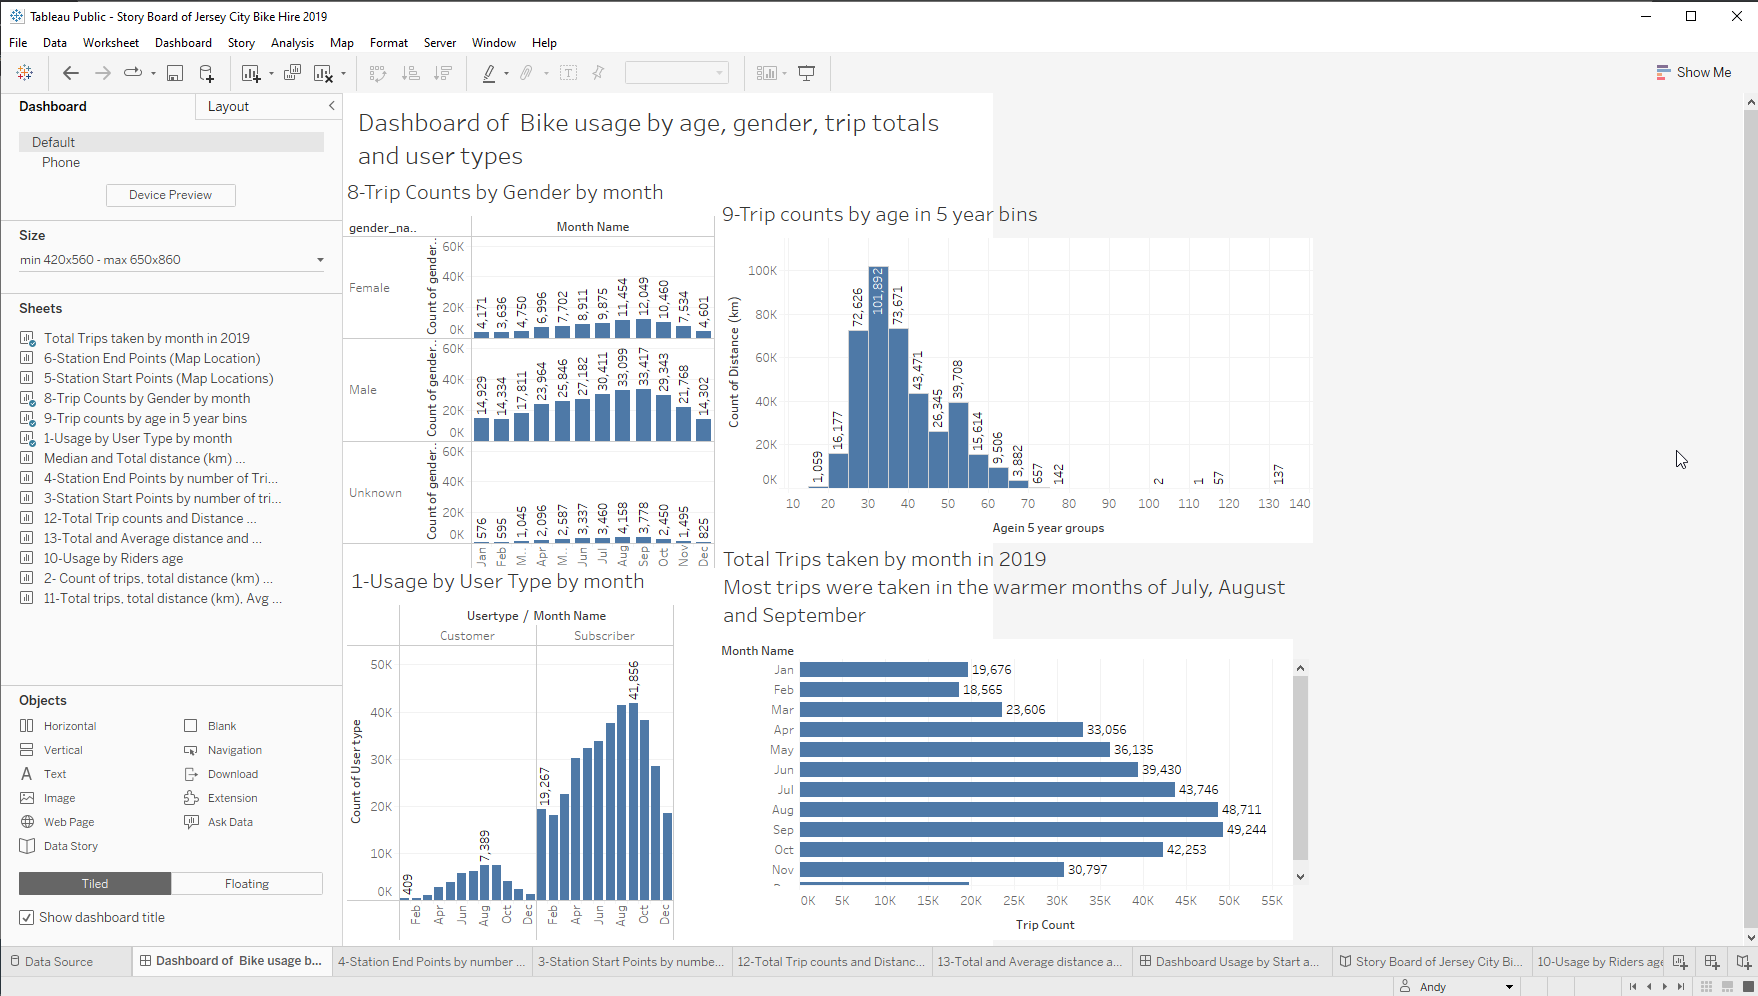 Tableau Public - Story Board of Jersey City Bike Hire 2019
File Data Worksheet Dashboard Story Analysis Map Format Server Window Help
Show Me
Dashboard Layout
Default
Phone
Device Preview
Size
min 420x560 - max 650x860
Sheets
Total Trips taken by month in 2019
6-Station End Points (Map Location)
5-Station Start Points (Map Locations)
8-Trip Counts by Gender by month
9-Trip counts by age in 5 year bins
1-Usage by User Type by month
Median and Total distance (km) ...
4-Station End Points by number of Tri...
3-Station Start Points by number of tri...
12-Total Trip counts and Distance ...
13-Total and Average distance and ...
10-Usage by Riders age
2- Count of trips, total distance (km) ...
11-Total trips, total distance (km), Avg ...
Objects
Horizontal Blank
Vertical Navigation
Text Download
Image Extension
Web Page Ask Data
Data Story
Tiled Floating
Show dashboard title
Dashboard of  Bike usage by age, gender, trip totals
and user types
8-Trip Counts by Gender by month
gender_na.. Month Name
Female
Count of gender..
60K
40K
20K
0K
4,171 3,636 4,750 6,996 7,702 8,911 9,875 11,454 12,049 10,460 7,534 4,601
Male
Count of gender..
60K
40K
20K
0K
14,929 14,334 17,811 23,964 25,846 27,182 30,411 33,099 33,417 29,343 21,768 14,302
Unknown
Count of gender..
60K
40K
20K
0K
576 595 1,045 2,096 2,587 3,337 3,460 4,158 3,778 2,450 1,495 825
Jan Feb M.. Apr M.. Jun Jul Aug Sep Oct Nov Dec
9-Trip counts by age in 5 year bins
Count of Distance (km)
100K
80K
60K
40K
20K
0K
1,059 16,177 72,626 101,892 73,671 43,471 26,345 39,708 15,614 9,506 3,882 657 142 2 1 57 137
10 20 30 40 50 60 70 80 90 100 110 120 130 140
Agein 5 year groups
1-Usage by User Type by month
Usertype / Month Name
Customer Subscriber
Count of Usertype
50K
40K
30K
20K
10K
0K
409 7,389 19,267 41,856
Feb Apr Jun Aug Oct Dec Feb Apr Jun Aug Oct Dec
Total Trips taken by month in 2019
Most trips were taken in the warmer months of July, August
and September
Month Name
Jan 19,676
Feb 18,565
Mar 23,606
Apr 33,056
May 36,135
Jun 39,430
Jul 43,746
Aug 48,711
Sep 49,244
Oct 42,253
Nov 30,797
0K 5K 10K 15K 20K 25K 30K 35K 40K 45K 50K 55K
Trip Count
Data Source Dashboard of  Bike usage b... 4-Station End Points by number ... 3-Station Start Points by numbe... 12-Total Trip counts and Distanc... 13-Total and Average distance a... Dashboard Usage by Start a... Story Board of Jersey City Bi... 10-Usage by Riders age
Andy